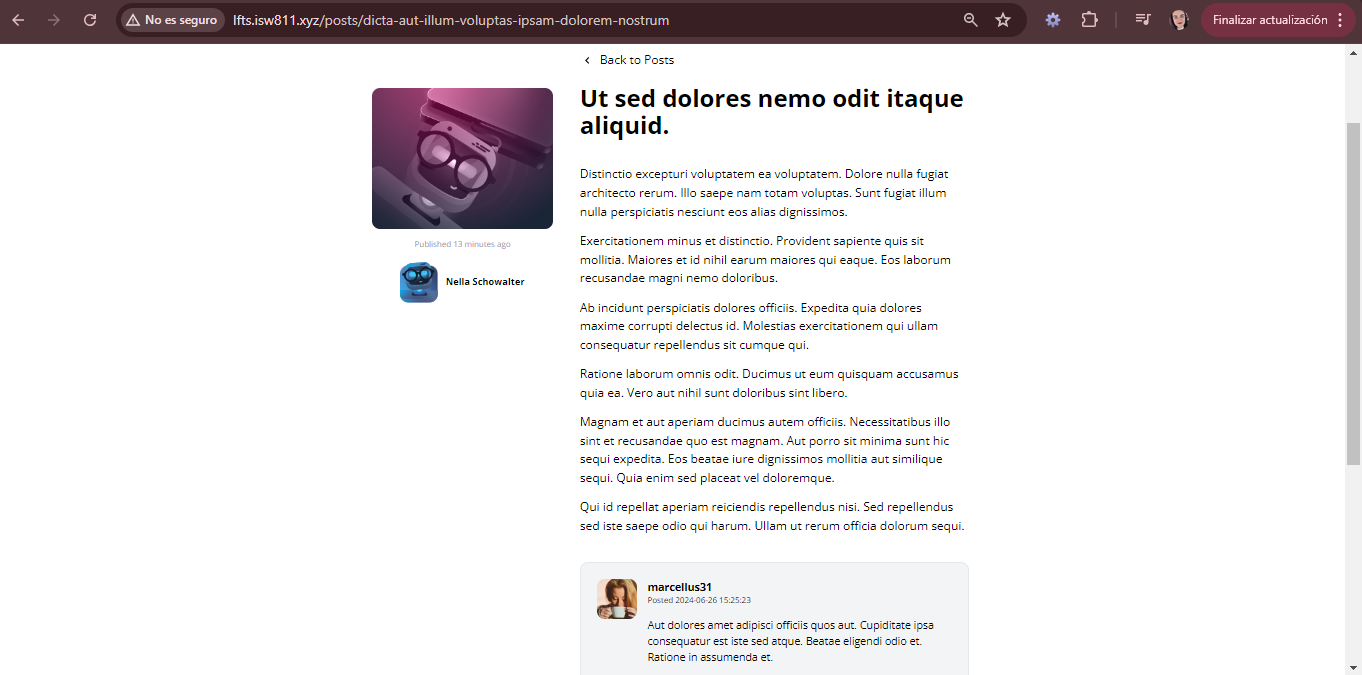 No es seguro
lfts.isw811.xyz/posts/dicta-aut-illum-voluptas-ipsam-dolorem-nostrum
Finalizar actualización
Back to Posts
Ut sed dolores nemo odit itaque
aliquid.
Published 13 minutes ago
Nella Schowalter
Distinctio excepturi voluptatem ea voluptatem. Dolore nulla fugiat
architecto rerum. Illo saepe nam totam voluptas. Sunt fugiat illum
nulla perspiciatis nesciunt eos alias dignissimos.
Exercitationem minus et distinctio. Provident sapiente quis sit
mollitia. Maiores et id nihil earum maiores qui eaque. Eos laborum
recusandae magni nemo doloribus.
Ab incidunt perspiciatis dolores officiis. Expedita quia dolores
maxime corrupti delectus id. Molestias exercitationem qui ullam
consequatur repellendus sit cumque qui.
Ratione laborum omnis odit. Ducimus ut eum quisquam accusamus
quia ea. Vero aut nihil sunt doloribus sint libero.
Magnam et aut aperiam ducimus autem officiis. Necessitatibus illo
sint et recusandae quo est magnam. Aut porro sit minima sunt hic
sequi expedita. Eos beatae iure dignissimos mollitia aut similique
sequi. Quia enim sed placeat vel doloremque.
Qui id repellat aperiam reiciendis repellendus nisi. Sed repellendus
sed iste saepe odio qui harum. Ullam ut rerum officia dolorum sequi.
marcellus31
Posted 2024-06-26 15:25:23
Aut dolores amet adipisci officiis quos aut. Cupiditate ipsa
consequatur est iste sed atque. Beatae eligendi odio et.
Ratione in assumenda et.